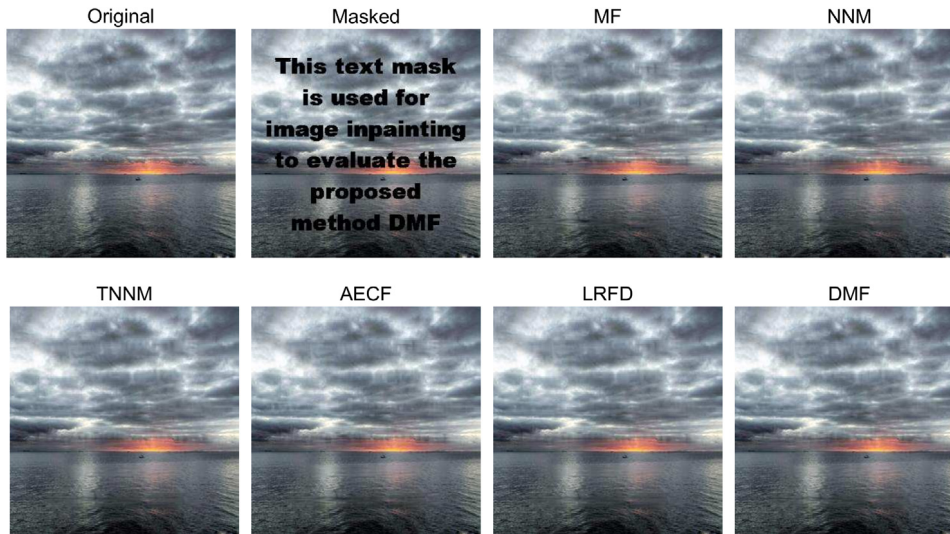 Original
Masked
MF
NNM
This text mask
is used for
image inpainting
to evaluate the
proposed
method DMF
TNNM
AECF
LRFD
DMF